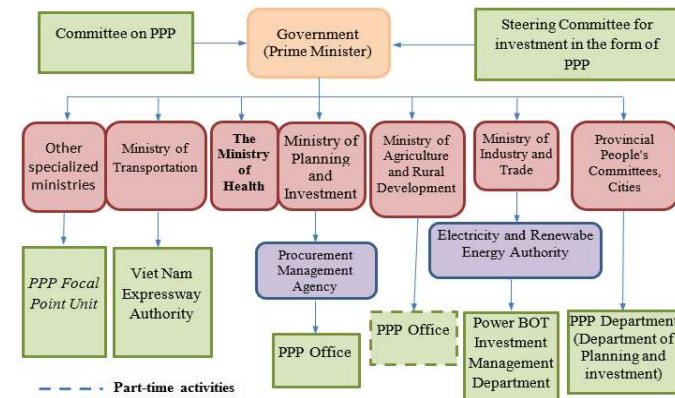 Committee on PPP
Government
(Prime Minister)
Steering Committee for
investment in the form of
PPP
Other
specialized
ministries
Ministry of
Transportation
The
Ministry
of
Health
Ministry of
Planning
and
Investment
Ministry of
Agriculture
and Rural
Development
Ministry of
Industry and
Trade
Provincial
People's
Committees,
Cities
PPP Focal
Point Unit
Viet Nam
Expressway
Authority
Procurement
Management
Agency
PPP Office
PPP Office
Electricity and Renewabe
Energy Authority
Power BOT
Investment
Management
Department
PPP Department
(Department of
Planning and
investment)
Part-time activities